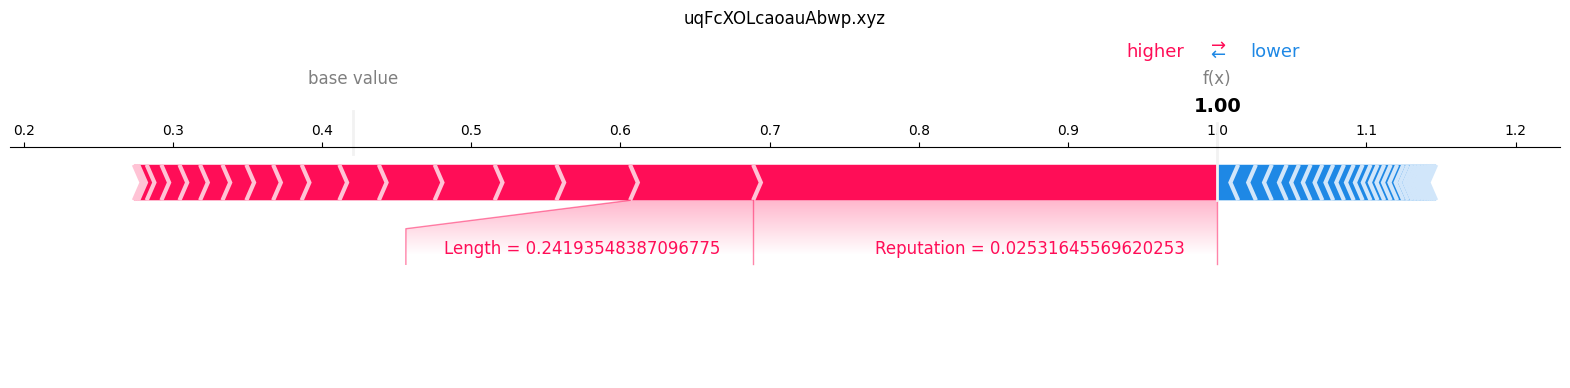 uqFcXOLcaoauAbwp.xyz
higher ⇄ lower
base value f(x)
1.00
0.2 0.3 0.4 0.5 0.6 0.7 0.8 0.9 1.0 1.1 1.2
Length = 0.24193548387096775 Reputation = 0.02531645569620253